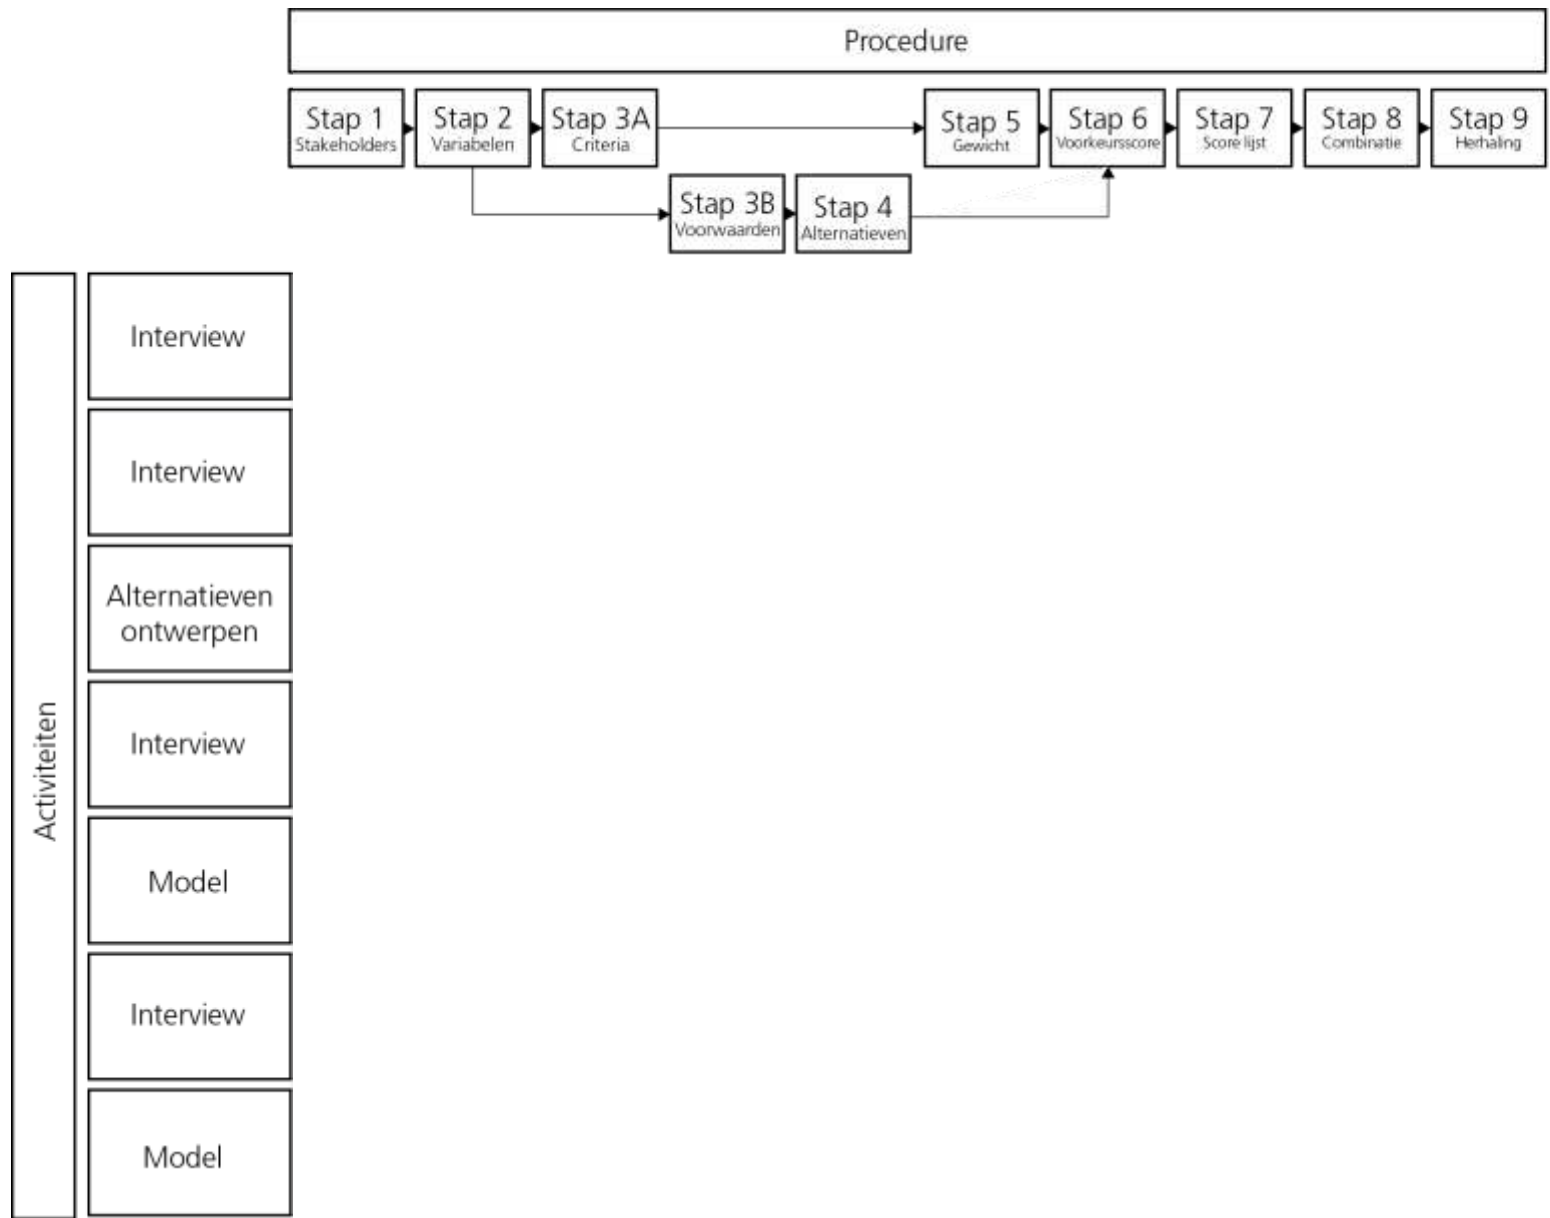 Procedure
Stap 1
Stakeholders
Stap 2
Variabelen
Stap 3A
Criteria
Stap 5
Gewicht
Stap 6
Voorkeursscore
Stap 7
Score lijst
Stap 8
Combinatie
Stap 9
Herhaling
Stap 3B
Voorwaarden
Stap 4
Alternatieven
Activiteiten
Interview
Interview
Alternatieven
ontwerpen
Interview
Model
Interview
Model